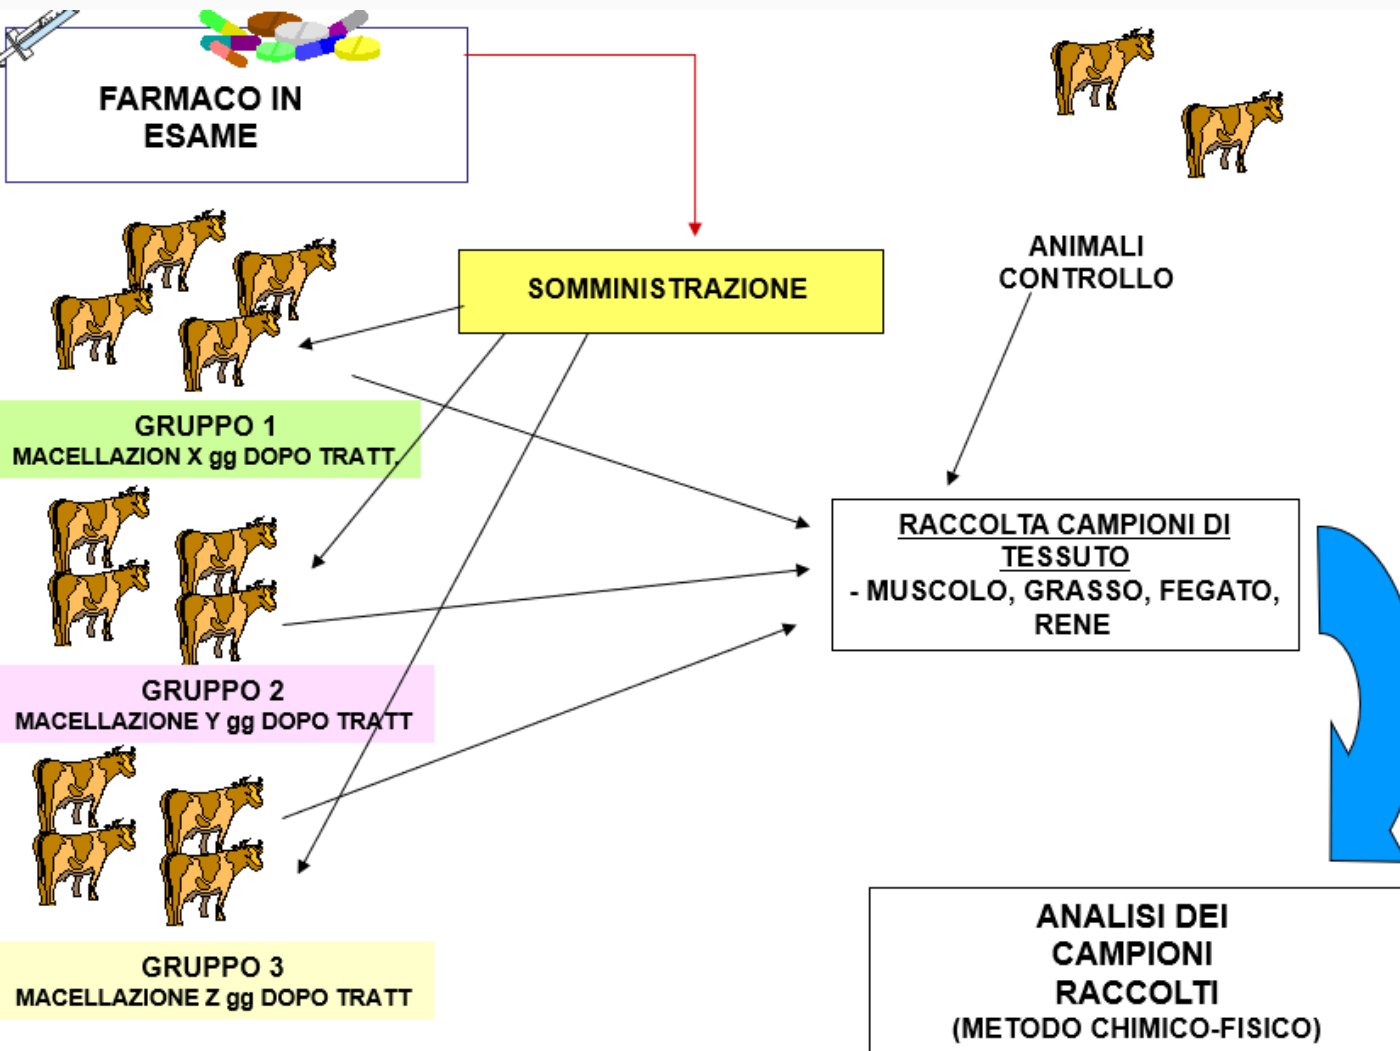 FARMACO IN
ESAME
SOMMINISTRAZIONE
ANIMALI
CONTROLLO
GRUPPO 1
MACELLAZION X gg DOPO TRATT.
RACCOLTA CAMPIONI DI
TESSUTO
- MUSCOLO, GRASSO, FEGATO,
RENE
GRUPPO 2
MACELLAZIONE Y gg DOPO TRATT
GRUPPO 3
MACELLAZIONE Z gg DOPO TRATT
ANALISI DEI
CAMPIONI
RACCOLTI
(METODO CHIMICO-FISICO)